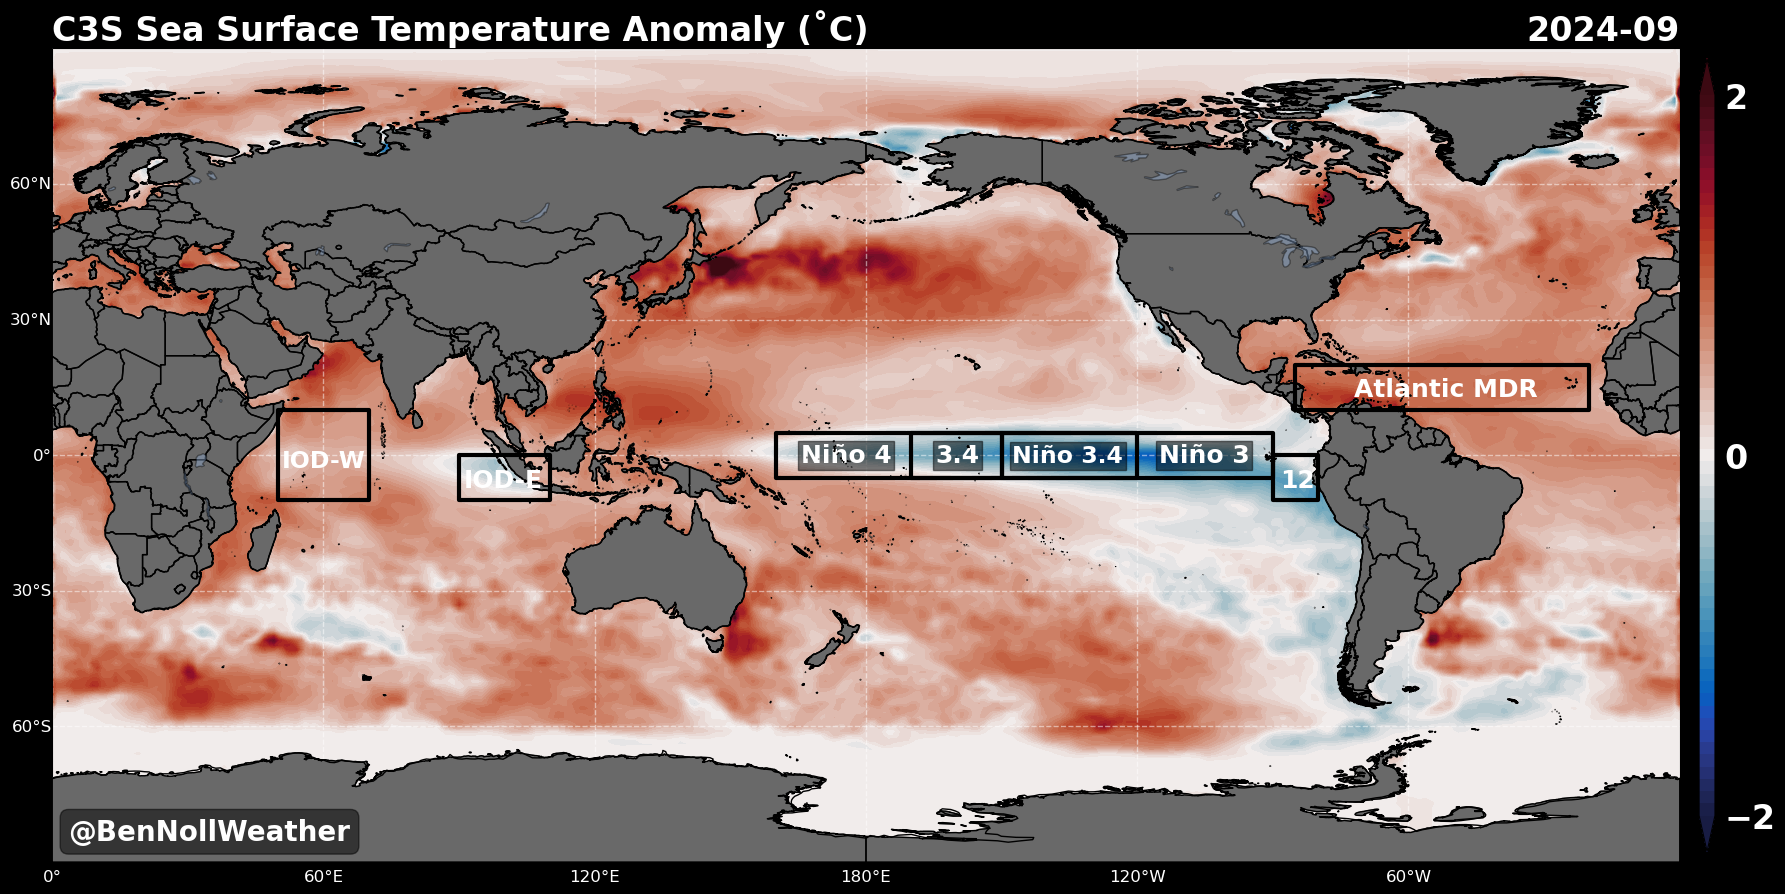 C3S Sea Surface Temperature Anomaly (˚C)
2024-09
2
60°N
30°N
Atlantic MDR
0°
IOD-W
IOD-E
Niño 4
3.4
Niño 3.4
Niño 3
12
0
30°S
60°S
@BenNollWeather
−2
0°
60°E
120°E
180°E
120°W
60°W